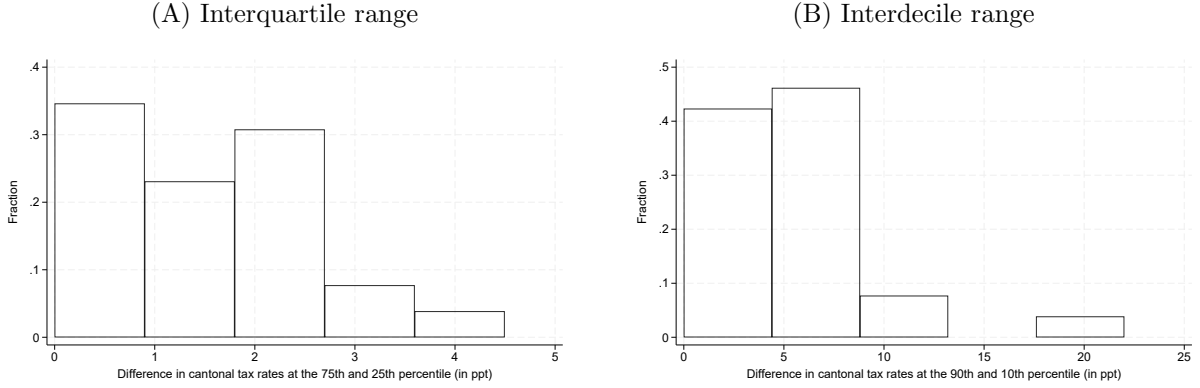 (A) Interquartile range
.4
.3
.2
.1
0
Fraction
0 1 2 3 4 5
Difference in cantonal tax rates at the 75th and 25th percentile (in ppt)
(B) Interdecile range
.5
.4
.3
.2
.1
0
Fraction
0 5 10 15 20 25
Difference in cantonal tax rates at the 90th and 10th percentile (in ppt)